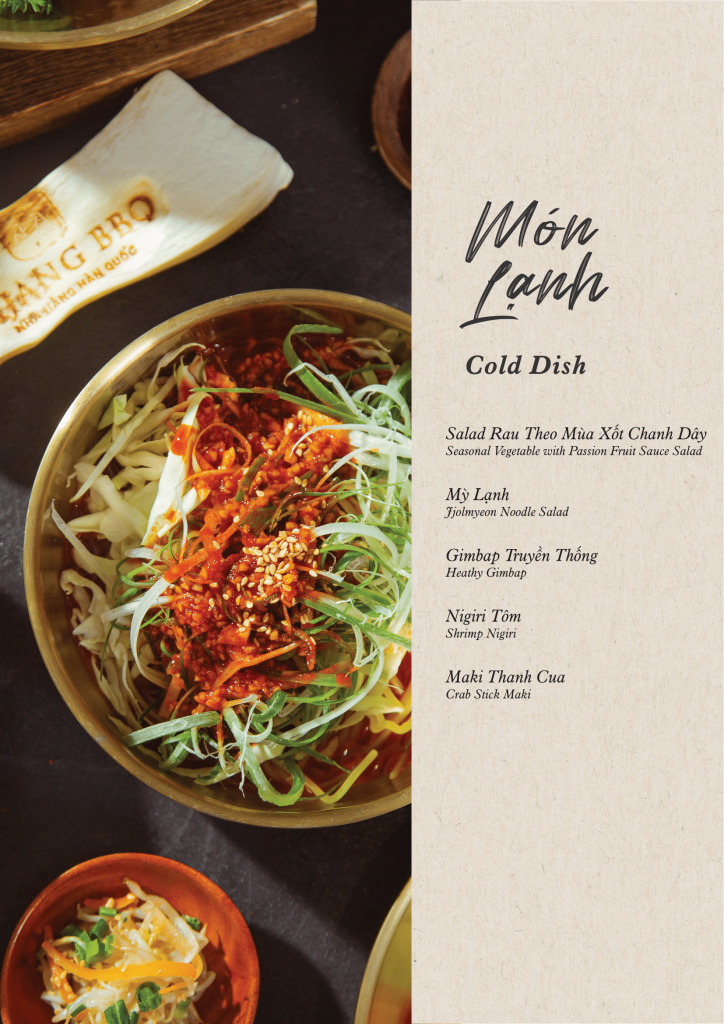 JANG BBQ
NHÀ HÀNG HÀN QUỐC
Món
Lạnh
Cold Dish
Salad Rau Theo Mùa Xốt Chanh Dây
Seasonal Vegetable with Passion Fruit Sauce Salad
Mỳ Lạnh
Jjolmyeon Noodle Salad
Gimbap Truyền Thống
Heathy Gimbap
Nigiri Tôm
Shrimp Nigiri
Maki Thanh Cua
Crab Stick Maki